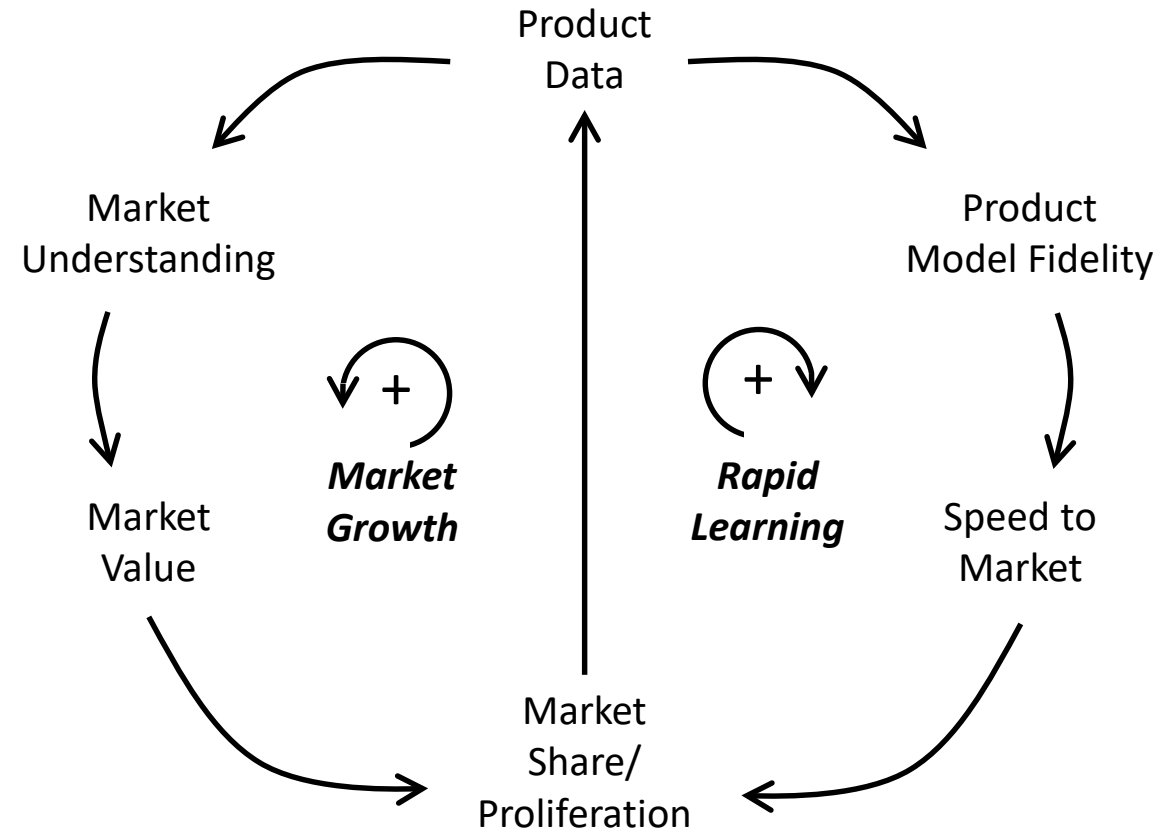 Product
Data
Market
Understanding
Product
Model Fidelity
+
+
Market
Growth
Rapid
Learning
Market
Value
Speed to
Market
Market
Share/
Proliferation